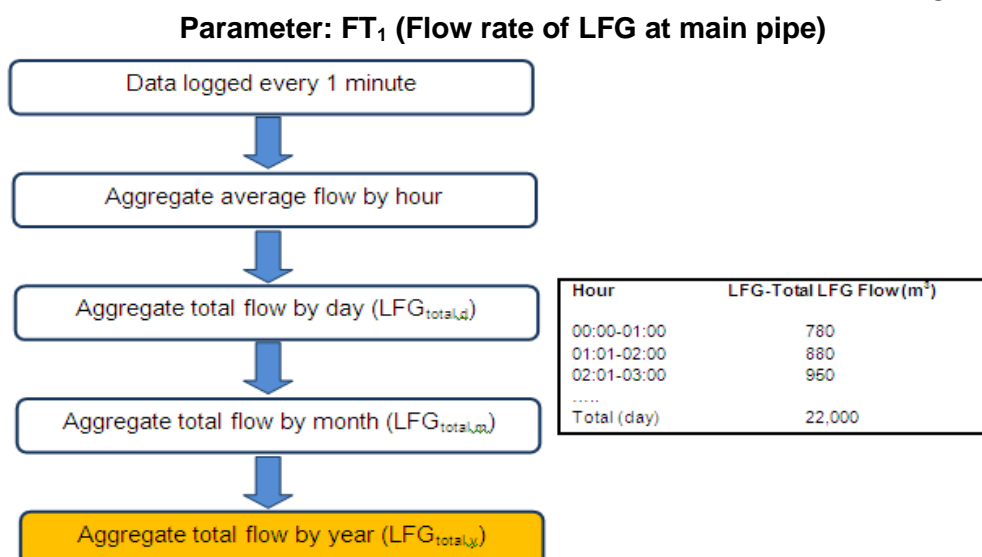 Parameter: FT₁ (Flow rate of LFG at main pipe)
Data logged every 1 minute
Aggregate average flow by hour
Aggregate total flow by day (LFGtotal,d)
Aggregate total flow by month (LFGtotal,m)
Aggregate total flow by year (LFGtotal,y)
Hour LFG-Total LFG Flow(m³)
00:00-01:00 780
01:01-02:00 880
02:01-03:00 950
.....
Total (day) 22,000